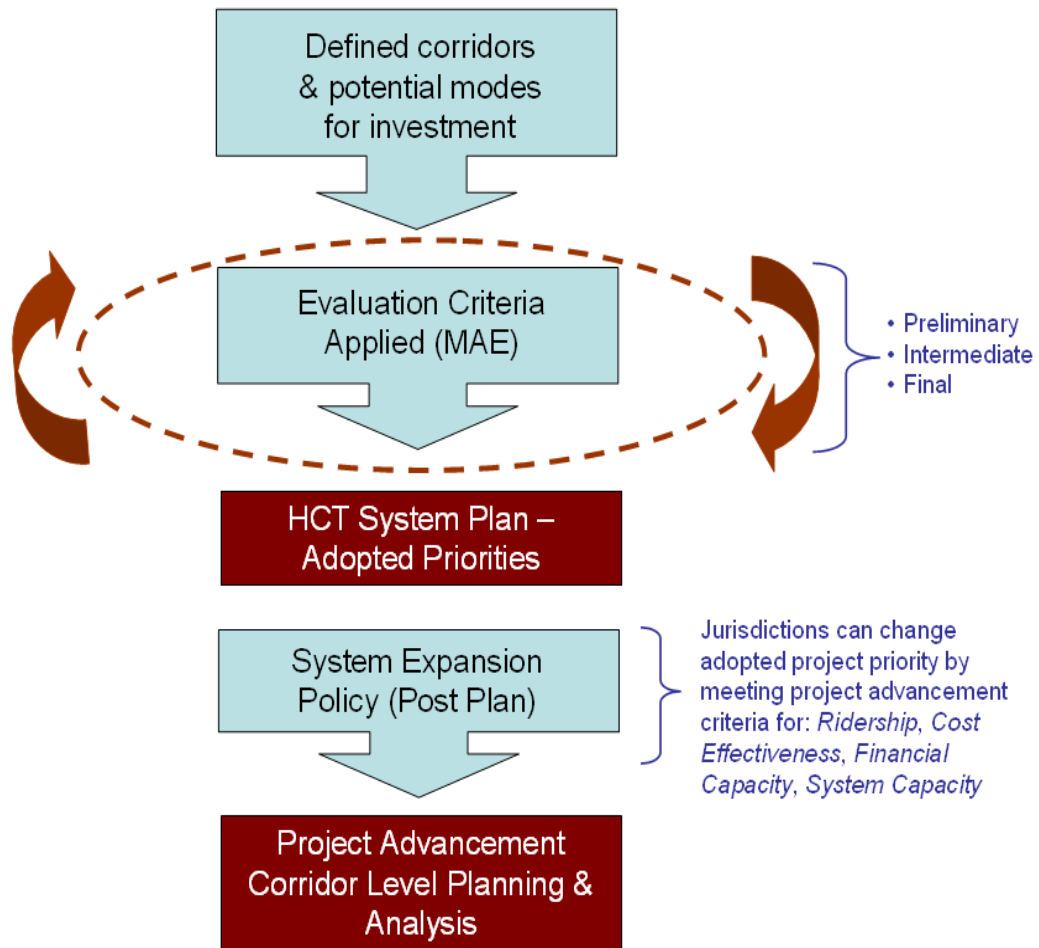 Defined corridors
& potential modes
for investment
Evaluation Criteria
Applied (MAE)
• Preliminary
• Intermediate
• Final
HCT System Plan –
Adopted Priorities
System Expansion
Policy (Post Plan)
Jurisdictions can change
adopted project priority by
meeting project advancement
criteria for: Ridership, Cost
Effectiveness, Financial
Capacity, System Capacity
Project Advancement
Corridor Level Planning &
Analysis